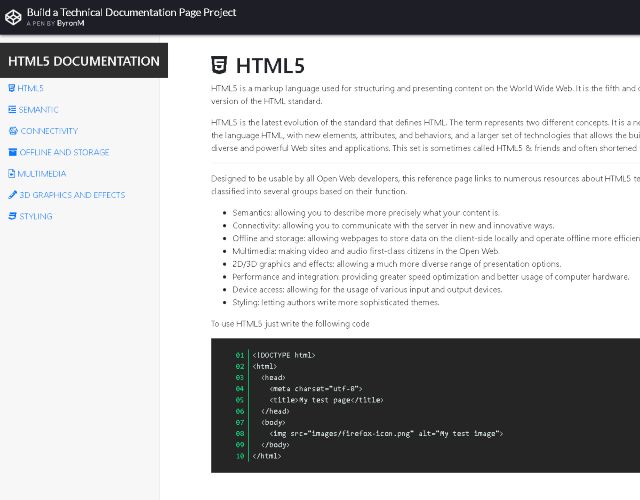 Build a Technical Documentation Page Project
A PEN BY ByronM
HTML5 DOCUMENTATION
HTML5
SEMANTIC
CONNECTIVITY
OFFLINE AND STORAGE
MULTIMEDIA
3D GRAPHICS AND EFFECTS
STYLING
HTML5
HTML5 is a markup language used for structuring and presenting content on the World Wide Web. It is the fifth and
version of the HTML standard.
HTML5 is the latest evolution of the standard that defines HTML. The term represents two different concepts. It is a
the language HTML, with new elements, attributes, and behaviors, and a larger set of technologies that allows the
diverse and powerful Web sites and applications. This set is sometimes called HTML5 & friends and often shortened
Designed to be usable by all Open Web developers, this reference page links to numerous resources about HTML5
classified into several groups based on their function.
• Semantics: allowing you to describe more precisely what your content is.
• Connectivity: allowing you to communicate with the server in new and innovative ways.
• Offline and storage: allowing webpages to store data on the client-side locally and operate offline more
• Multimedia: making video and audio first-class citizens in the Open Web.
• 2D/3D graphics and effects: allowing a much more diverse range of presentation options.
• Performance and integration: providing greater speed optimization and better usage of computer hardware.
• Device access: allowing for the usage of various input and output devices.
• Styling: letting authors write more sophisticated themes.
To use HTML5 just write the following code
01 <!DOCTYPE html>
02 <html>
03 <head>
04 <meta charset="utf-8">
05 <title>My test page</title>
06 </head>
07 <body>
08 <img src="images/firefox-icon.png" alt="My test image">
09 </body>
10 </html>